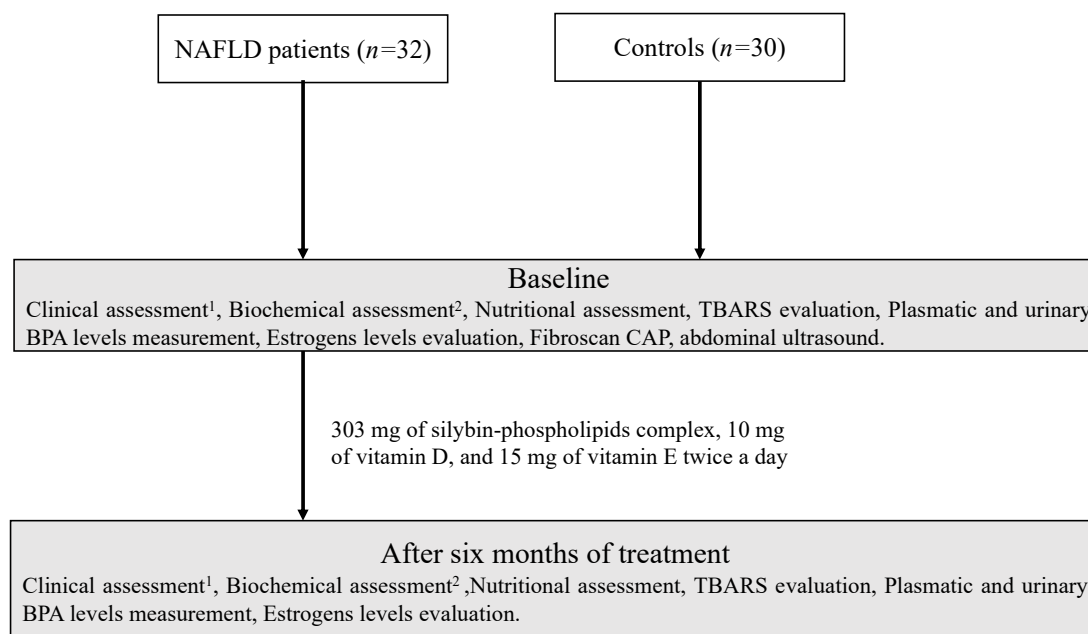 NAFLD patients (n=32)
Controls (n=30)
Baseline
Clinical assessment¹, Biochemical assessment², Nutritional assessment, TBARS evaluation, Plasmatic and urinary
BPA levels measurement, Estrogens levels evaluation, Fibroscan CAP, abdominal ultrasound.
303 mg of silybin-phospholipids complex, 10 mg
of vitamin D, and 15 mg of vitamin E twice a day
After six months of treatment
Clinical assessment¹, Biochemical assessment² ,Nutritional assessment, TBARS evaluation, Plasmatic and urinary
BPA levels measurement, Estrogens levels evaluation.